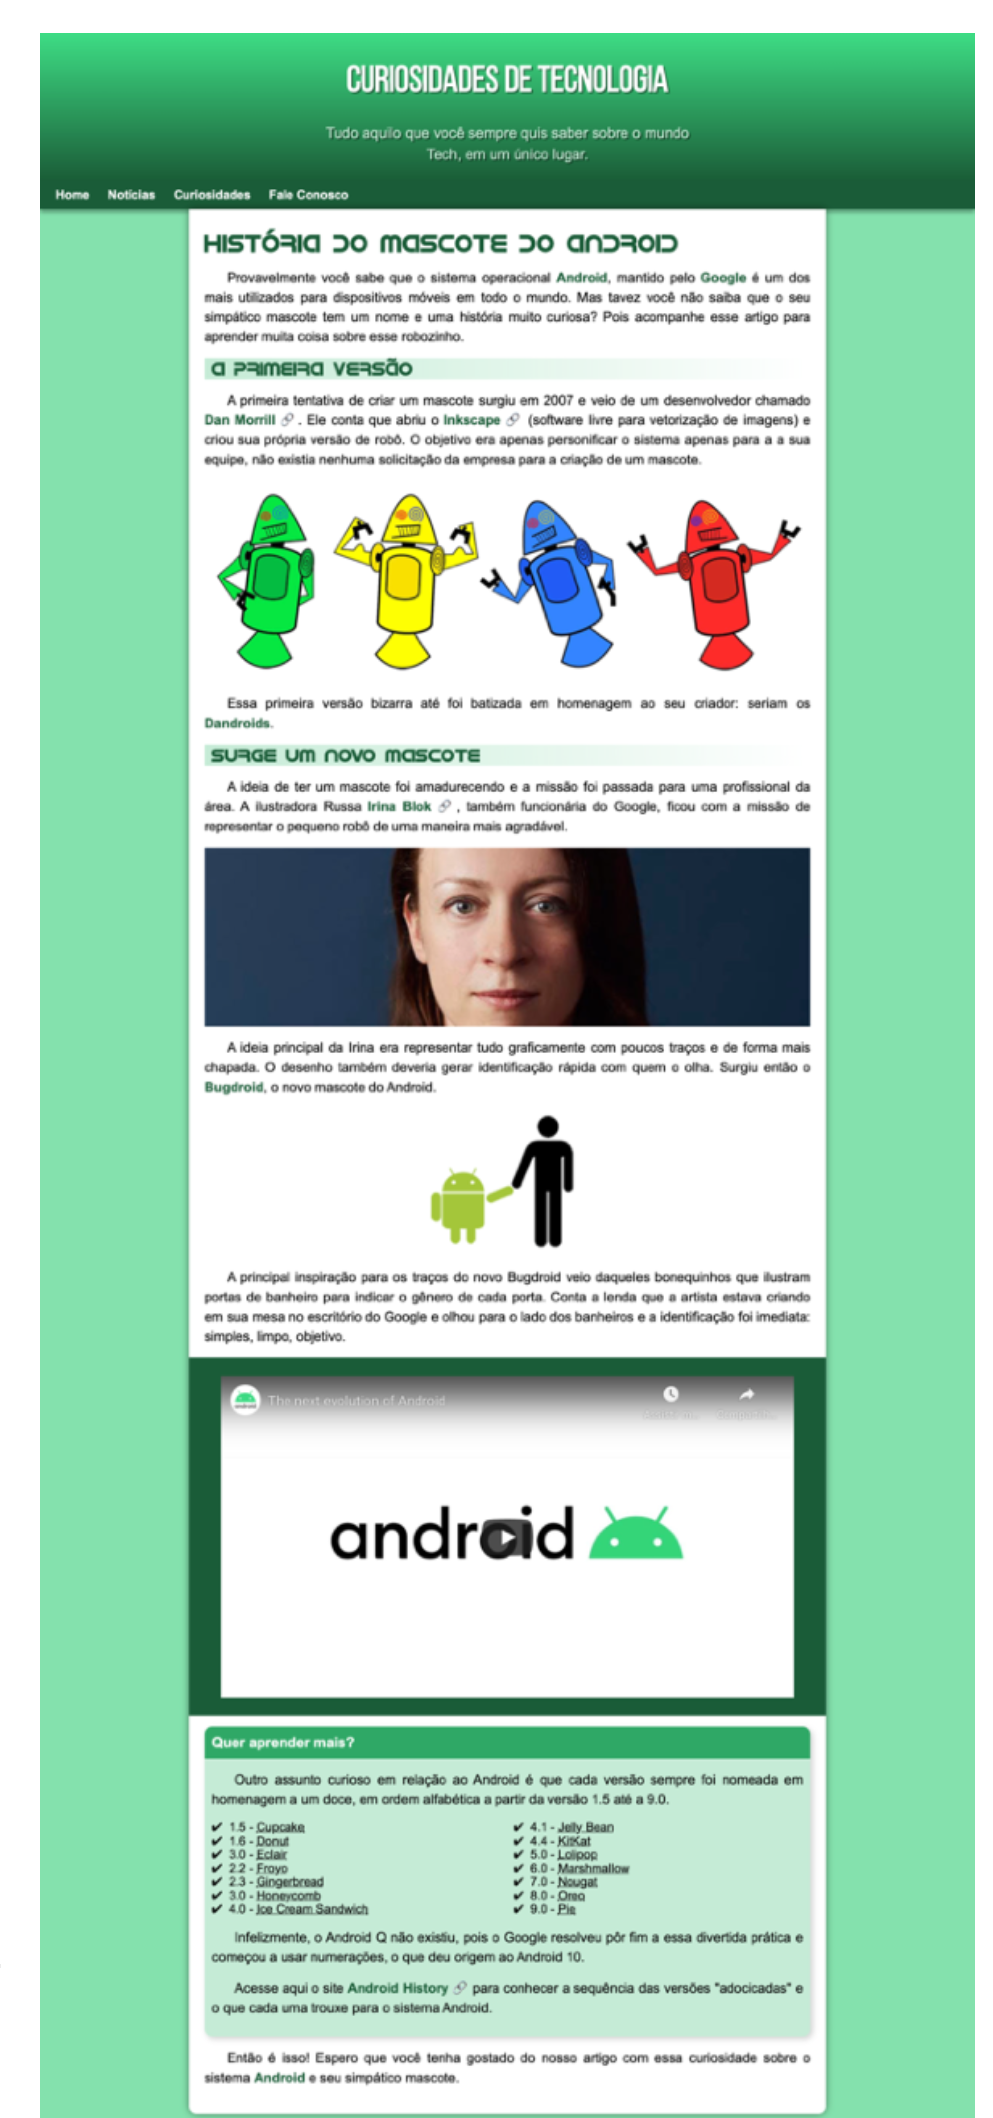 CURIOSIDADES DE TECNOLOGIA
Tudo aquilo que você sempre quis saber sobre o mundo
Tech, em um único lugar.
Home Notícias Curiosidades Fale Conosco
HISTÓRIA DO MASCOTE DO ANDROID
Provavelmente você sabe que o sistema operacional Android, mantido pelo Google é um dos
mais utilizados para dispositivos móveis em todo o mundo. Mas tavez você não saiba que o seu
simpático mascote tem um nome e uma história muito curiosa? Pois acompanhe esse artigo para
aprender muita coisa sobre esse robozinho.
A PRIMEIRA VERSÃO
A primeira tentativa de criar um mascote surgiu em 2007 e veio de um desenvolvedor chamado
Dan Morrill 🔗 . Ele conta que abriu o Inkscape 🔗 (software livre para vetorização de imagens) e
criou sua própria versão de robô. O objetivo era apenas personificar o sistema apenas para a a sua
equipe, não existia nenhuma solicitação da empresa para a criação de um mascote.
Essa primeira versão bizarra até foi batizada em homenagem ao seu criador: seriam os
Dandroids.
SURGE UM NOVO MASCOTE
A ideia de ter um mascote foi amadurecendo e a missão foi passada para uma profissional da
área. A ilustradora Russa Irina Blok 🔗 , também funcionária do Google, ficou com a missão de
representar o pequeno robô de uma maneira mais agradável.
A ideia principal da Irina era representar tudo graficamente com poucos traços e de forma mais
chapada. O desenho também deveria gerar identificação rápida com quem o olha. Surgiu então o
Bugdroid, o novo mascote do Android.
A principal inspiração para os traços do novo Bugdroid veio daqueles bonequinhos que ilustram
portas de banheiro para indicar o gênero de cada porta. Conta a lenda que a artista estava criando
em sua mesa no escritório do Google e olhou para o lado dos banheiros e a identificação foi imediata:
simples, limpo, objetivo.
android
The next evolution of Android
android
Quer aprender mais?
Outro assunto curioso em relação ao Android é que cada versão sempre foi nomeada em
homenagem a um doce, em ordem alfabética a partir da versão 1.5 até a 9.0.
✔ 1.5 - Cupcake
✔ 1.6 - Donut
✔ 3.0 - Eclair
✔ 2.2 - Froyo
✔ 2.3 - Gingerbread
✔ 3.0 - Honeycomb
✔ 4.0 - Ice Cream Sandwich
✔ 4.1 - Jelly Bean
✔ 4.4 - KitKat
✔ 5.0 - Lolipop
✔ 6.0 - Marshmallow
✔ 7.0 - Nougat
✔ 8.0 - Oreo
✔ 9.0 - Pie
Infelizmente, o Android Q não existiu, pois o Google resolveu pôr fim a essa divertida prática e
começou a usar numerações, o que deu origem ao Android 10.
Acesse aqui o site Android History 🔗 para conhecer a sequência das versões "adocicadas" e
o que cada uma trouxe para o sistema Android.
Então é isso! Espero que você tenha gostado do nosso artigo com essa curiosidade sobre o
sistema Android e seu simpático mascote.